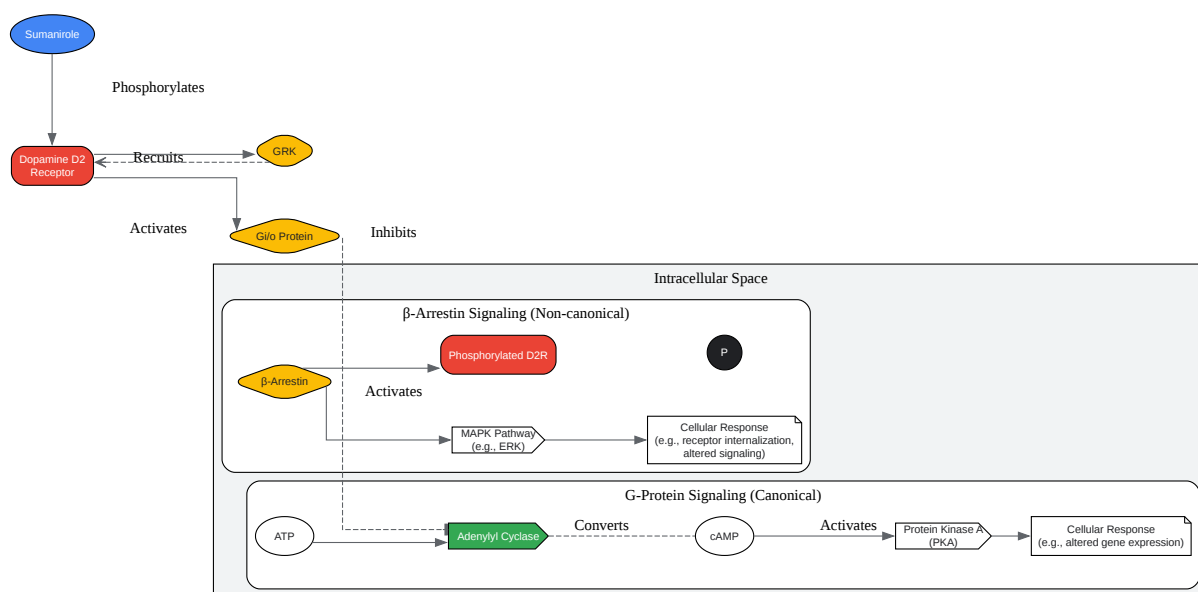 Sumanirole
Phosphorylates
Dopamine D2
Receptor
Recruits
GRK
Activates
Gi/o Protein
Inhibits
Intracellular Space
β-Arrestin Signaling (Non-canonical)
Phosphorylated D2R
P
β-Arrestin
Activates
MAPK Pathway
(e.g., ERK)
Cellular Response
(e.g., receptor internalization,
altered signaling)
G-Protein Signaling (Canonical)
ATP
Adenylyl Cyclase
Converts
cAMP
Activates
Protein Kinase A
(PKA)
Cellular Response
(e.g., altered gene expression)